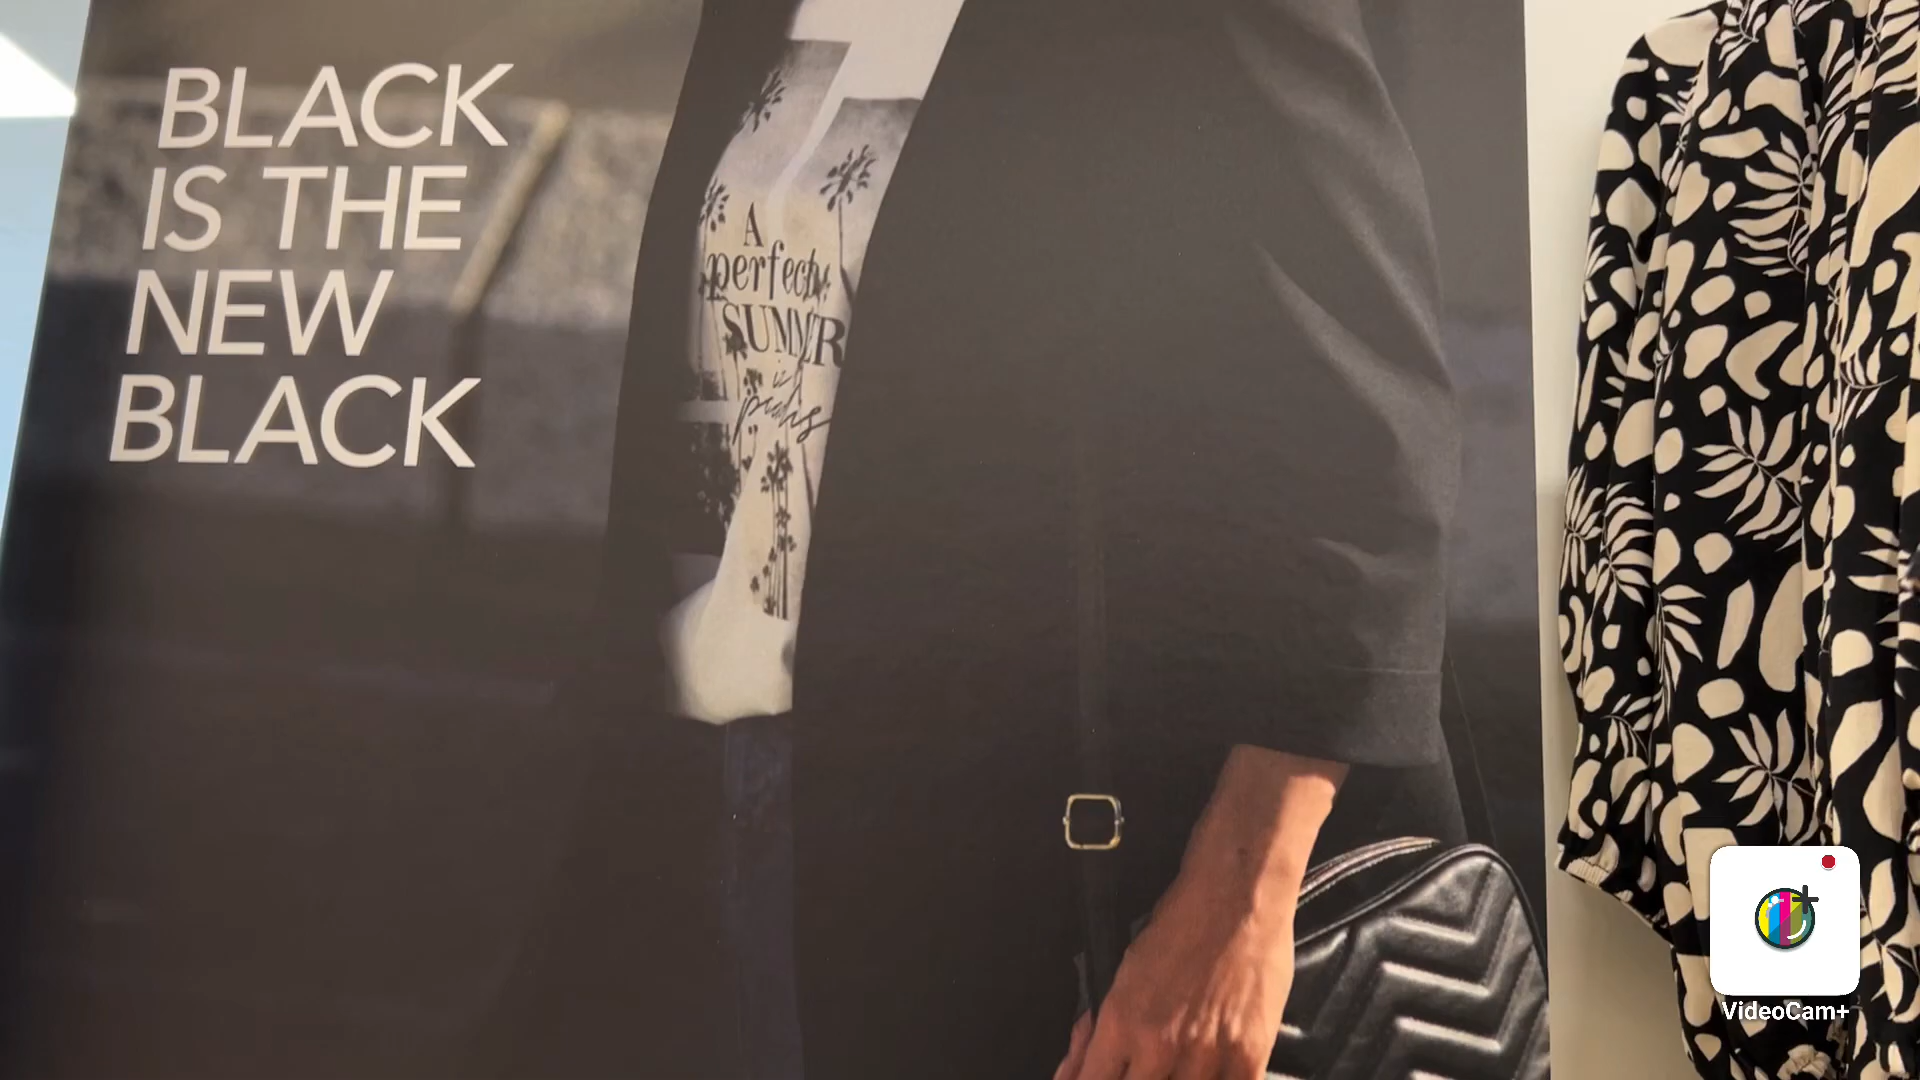 BLACK
IS THE
NEW
BLACK
A
perfect
SUMMER
VideoCam+